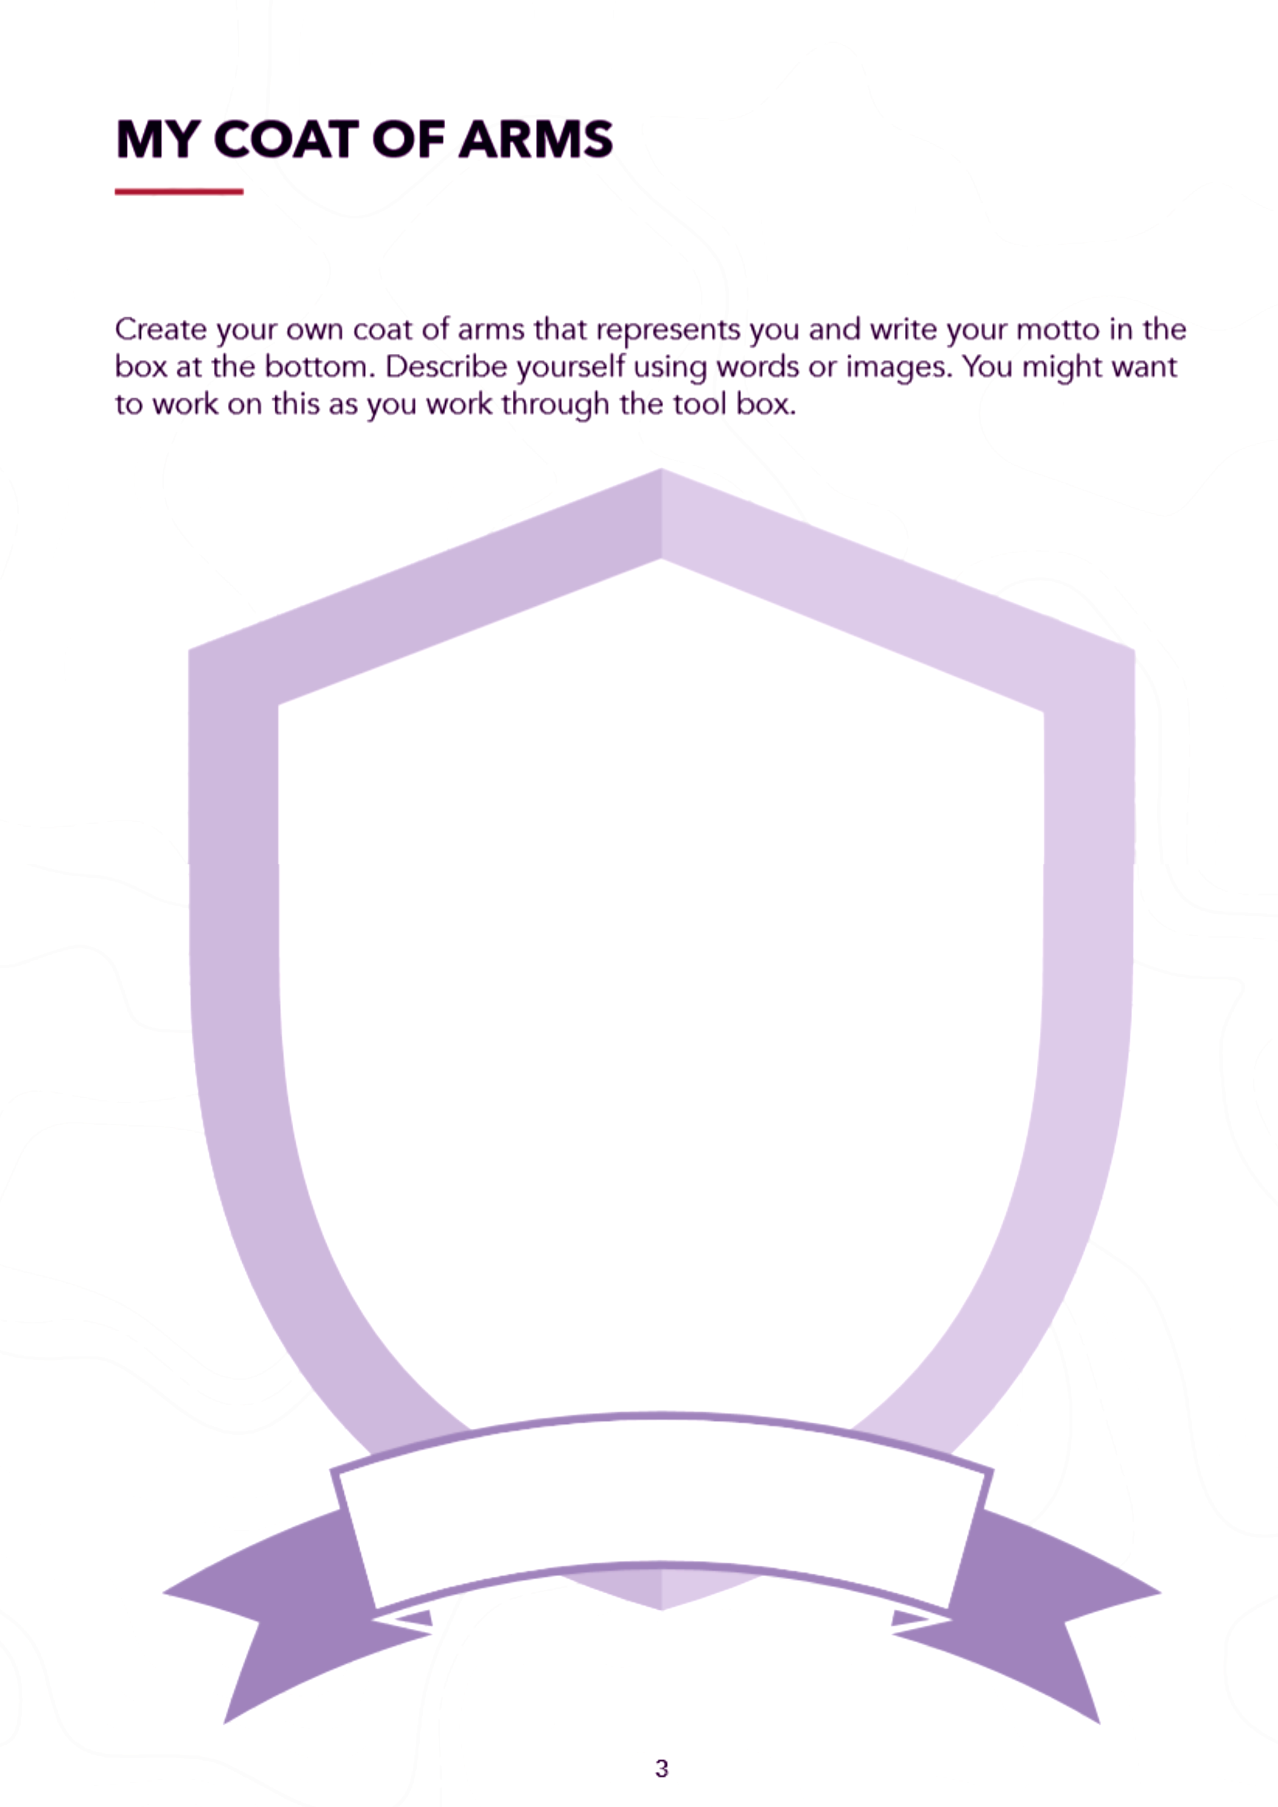 MY COAT OF ARMS
Create your own coat of arms that represents you and write your motto in the
box at the bottom. Describe yourself using words or images. You might want
to work on this as you work through the tool box.
3